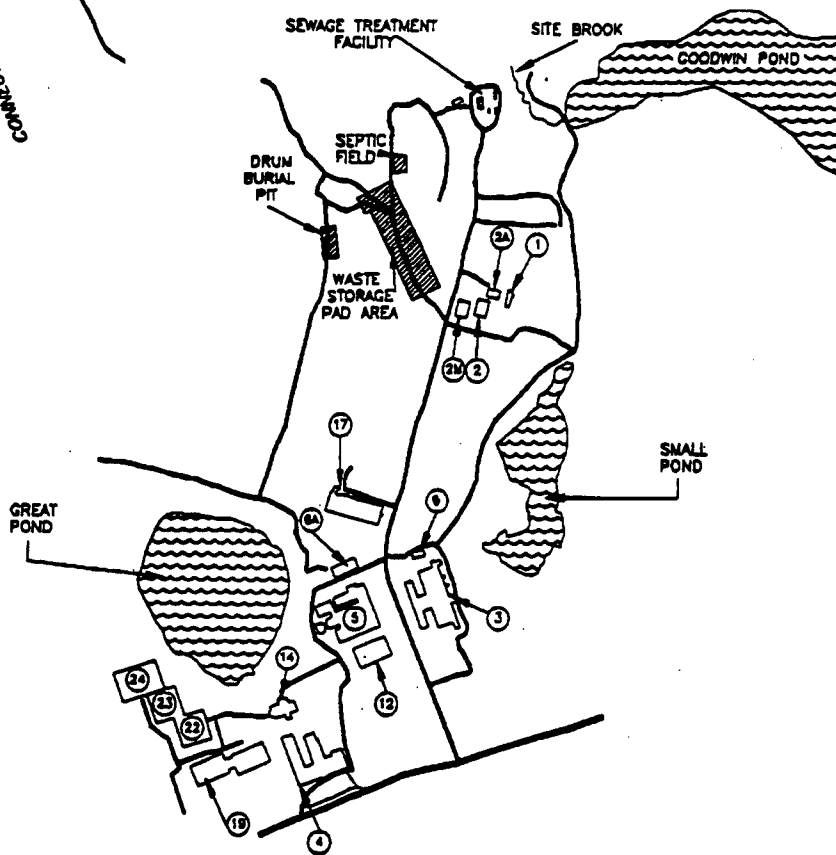 SEWAGE TREATMENT
FACILITY
SITE BROOK
GOODWIN POND
SEPTIC
FIELD
DRUM
BURIAL
PIT
2A
1
WASTE
STORAGE
PAD AREA
2M
2
17
SMALL
POND
GREAT
POND
6A
6
5
3
14
24
23
22
12
19
4